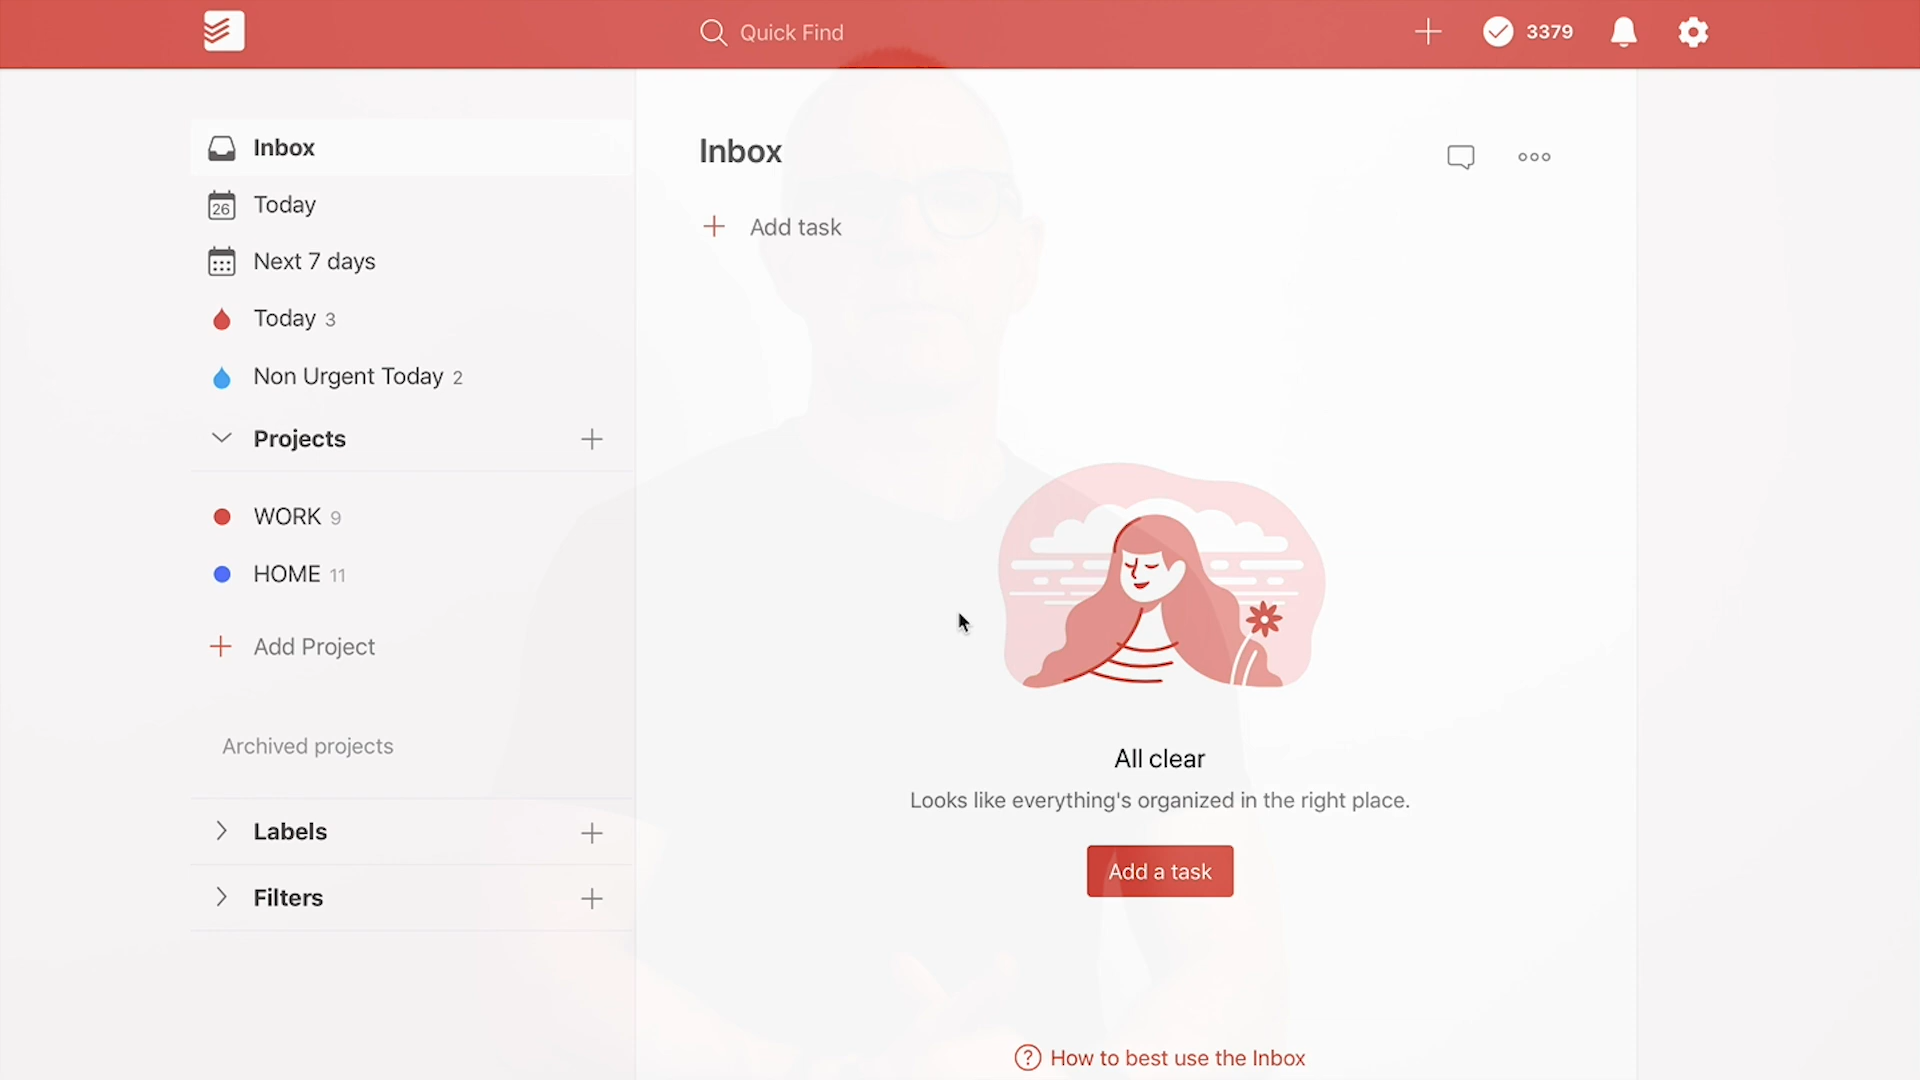 Quick Find
3379
Inbox
26
Today
Next 7 days
Today 3
Non Urgent Today 2
Projects
WORK 9
HOME 11
Add Project
Archived projects
Labels
Filters
Inbox
Add task
All clear
Looks like everything's organized in the right place.
Add a task
? How to best use the Inbox